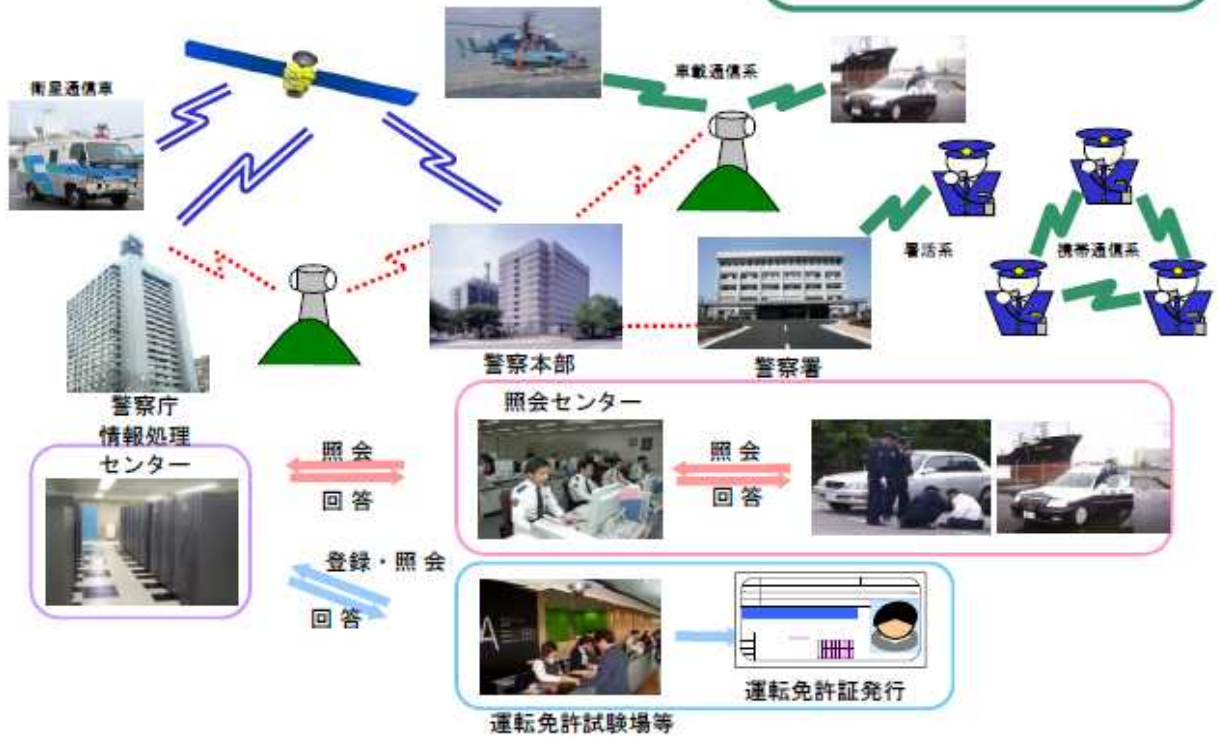 衛星通信車
車載通信系
署活系
携帯通信系
警察本部
警察署
警察庁
情報処理
センター
照会センター
照 会
回 答
照 会
回 答
登録・照 会
回 答
運転免許証発行
運転免許試験場等